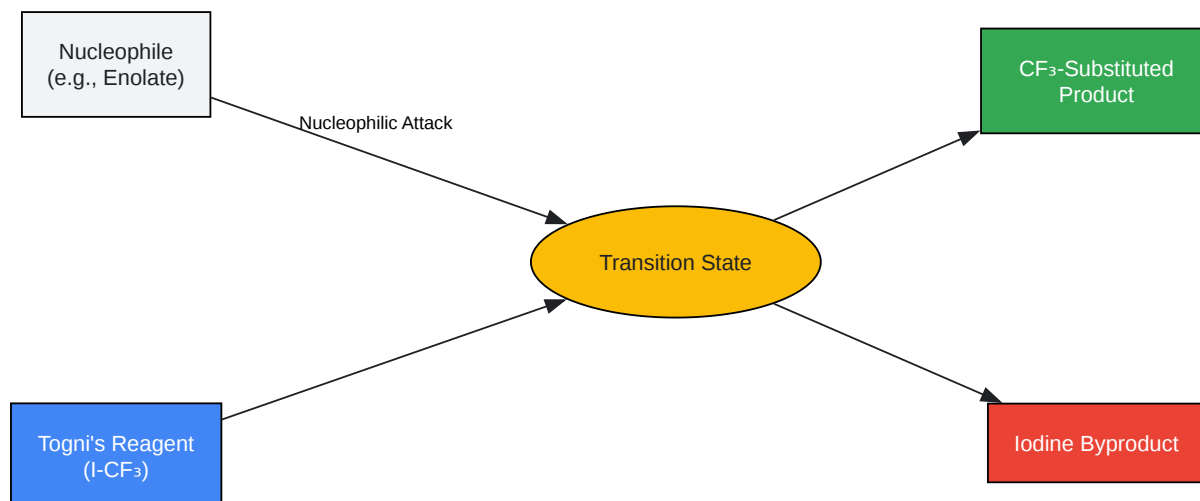 Nucleophile
(e.g., Enolate)
CF₃-Substituted
Product
Nucleophilic Attack
Transition State
Togni's Reagent
(I-CF₃)
Iodine Byproduct